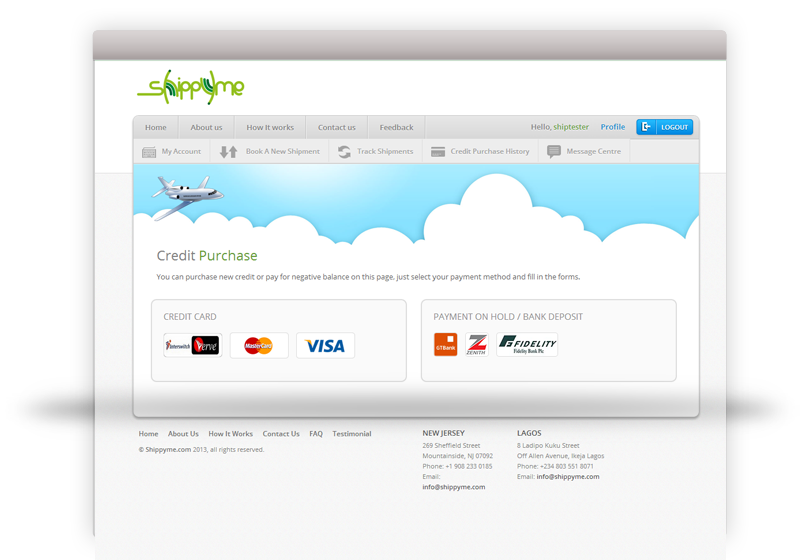 shippyme
Home About us How It works Contact us Feedback Hello, shiptester Profile LOGOUT
My Account Book A New Shipment Track Shipments Credit Purchase History Message Centre
Credit Purchase
You can purchase new credit or pay for negative balance on this page, just select your payment method and fill in the forms.
CREDIT CARD
Interswitch Verve MasterCard VISA
PAYMENT ON HOLD / BANK DEPOSIT
GTBank ZENITH FIDELITY
Fidelity Bank Plc
Home About Us How It Works Contact Us FAQ Testimonial
© Shippyme.com 2013, all rights reserved.
NEW JERSEY
269 Sheffield Street
Mountainside, NJ 07092
Phone: +1 908 233 0185
Email:
info@shippyme.com
LAGOS
8 Ladipo Kuku Street
Off Allen Avenue, Ikeja Lagos
Phone: +234 803 551 8071
Email: info@shippyme.com